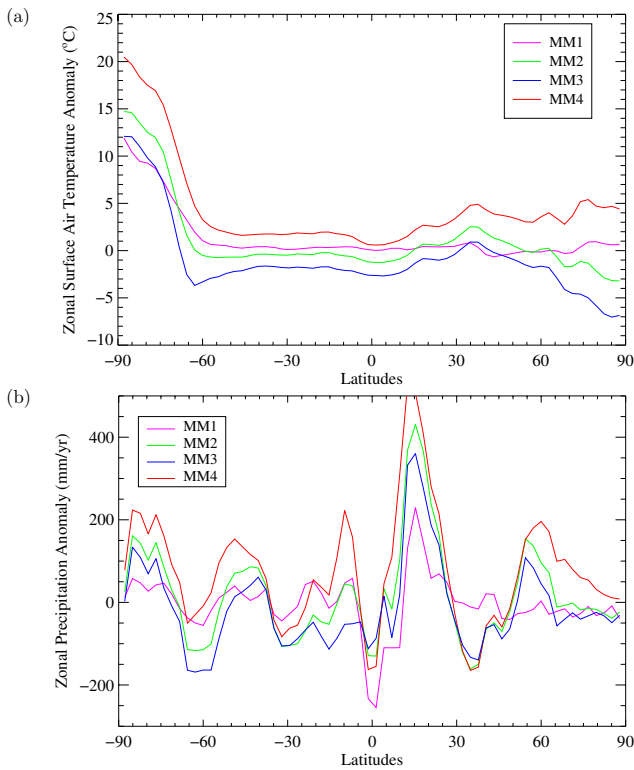 (a)
Zonal Surface Air Temperature Anomaly (°C)
25
20
15
10
5
0
−5
−10
MM1
MM2
MM3
MM4
−90
−60
−30
0
30
60
90
Latitudes
(b)
Zonal Precipitation Anomaly (mm/yr)
400
200
0
−200
MM1
MM2
MM3
MM4
−90
−60
−30
0
30
60
90
Latitudes